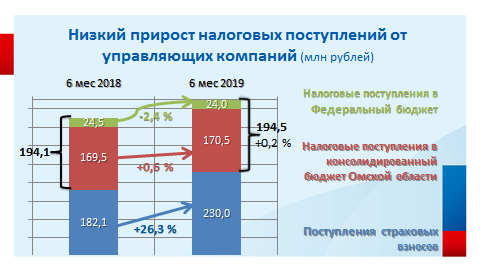 Низкий прирост налоговых поступлений от
управляющих компаний (млн рублей)
6 мес 2018
6 мес 2019
24,5
-2,4 %
24,0
Налоговые поступления в
Федеральный бюджет
194,1
169,5
+0,6 %
170,5
194,5
+0,2 %
Налоговые поступления в
консолидированный
бюджет Омской области
182,1
+26,3 %
230,0
Поступления страховых
взносов